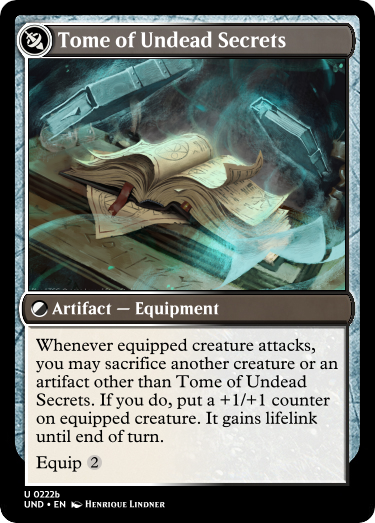 Tome of Undead Secrets
Artifact — Equipment
Whenever equipped creature attacks,
you may sacrifice another creature or an
artifact other than Tome of Undead
Secrets. If you do, put a +1/+1 counter
on equipped creature. It gains lifelink
until end of turn.
Equip 2
U 0222b
UND • EN Henrique Lindner